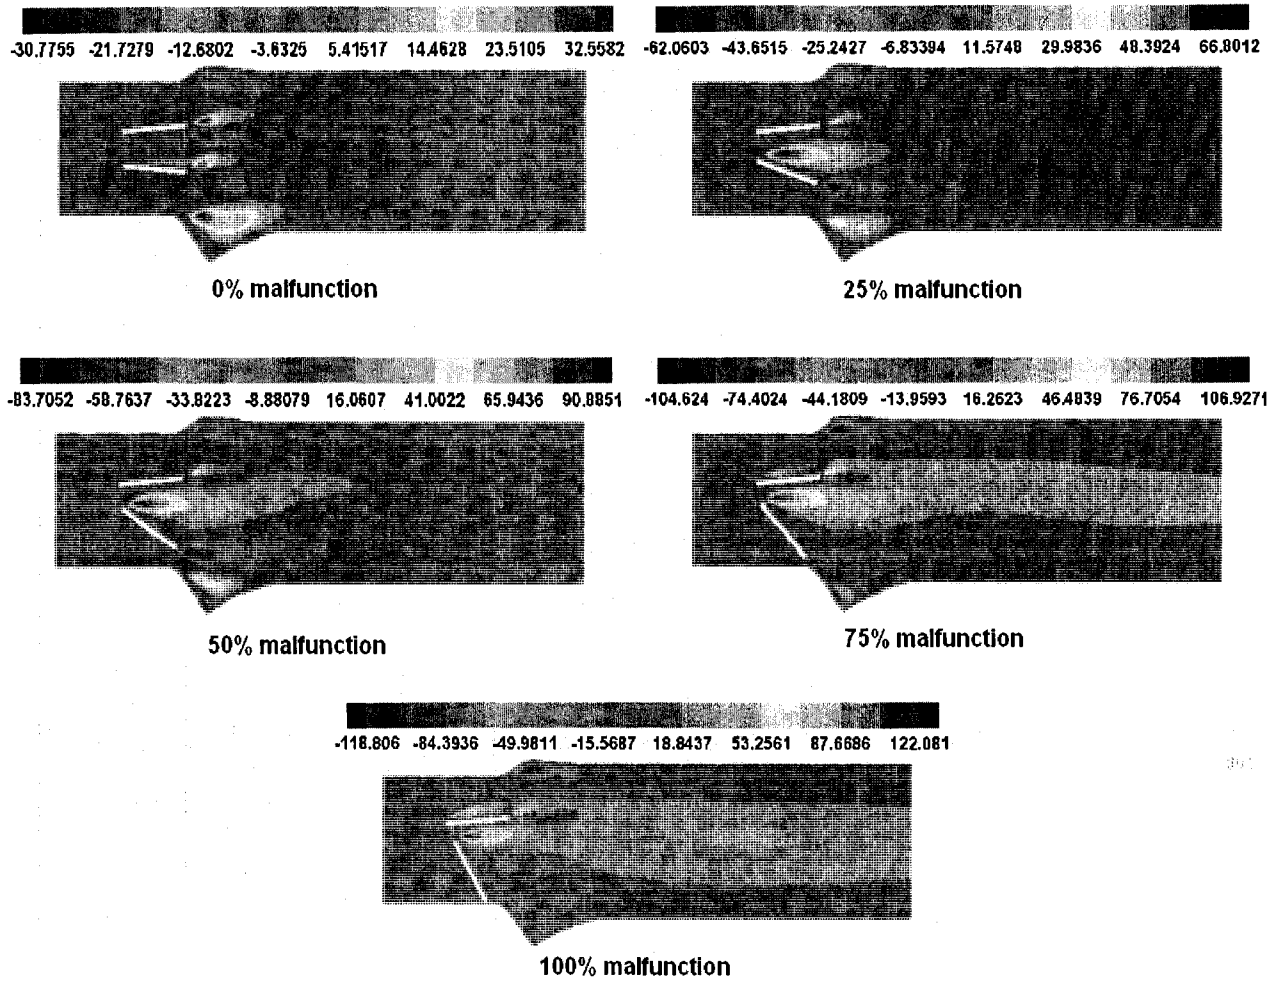 -30.7755 -21.7279 -12.6802 -3.6325 5.41517 14.4628 23.5105 32.5582
-62.0603 -43.6515 -25.2427 -6.83394 11.5748 29.9836 48.3924 66.8012
0% malfunction
25% malfunction
-83.7052 -58.7637 -33.8223 -8.88079 16.0607 41.0022 65.9436 90.8851
-104.624 -74.4024 -44.1809 -13.9593 16.2623 46.4839 76.7054 106.9271
50% malfunction
75% malfunction
-118.806 -84.3936 -49.9811 -15.5687 18.8437 53.2561 87.6686 122.081
100% malfunction